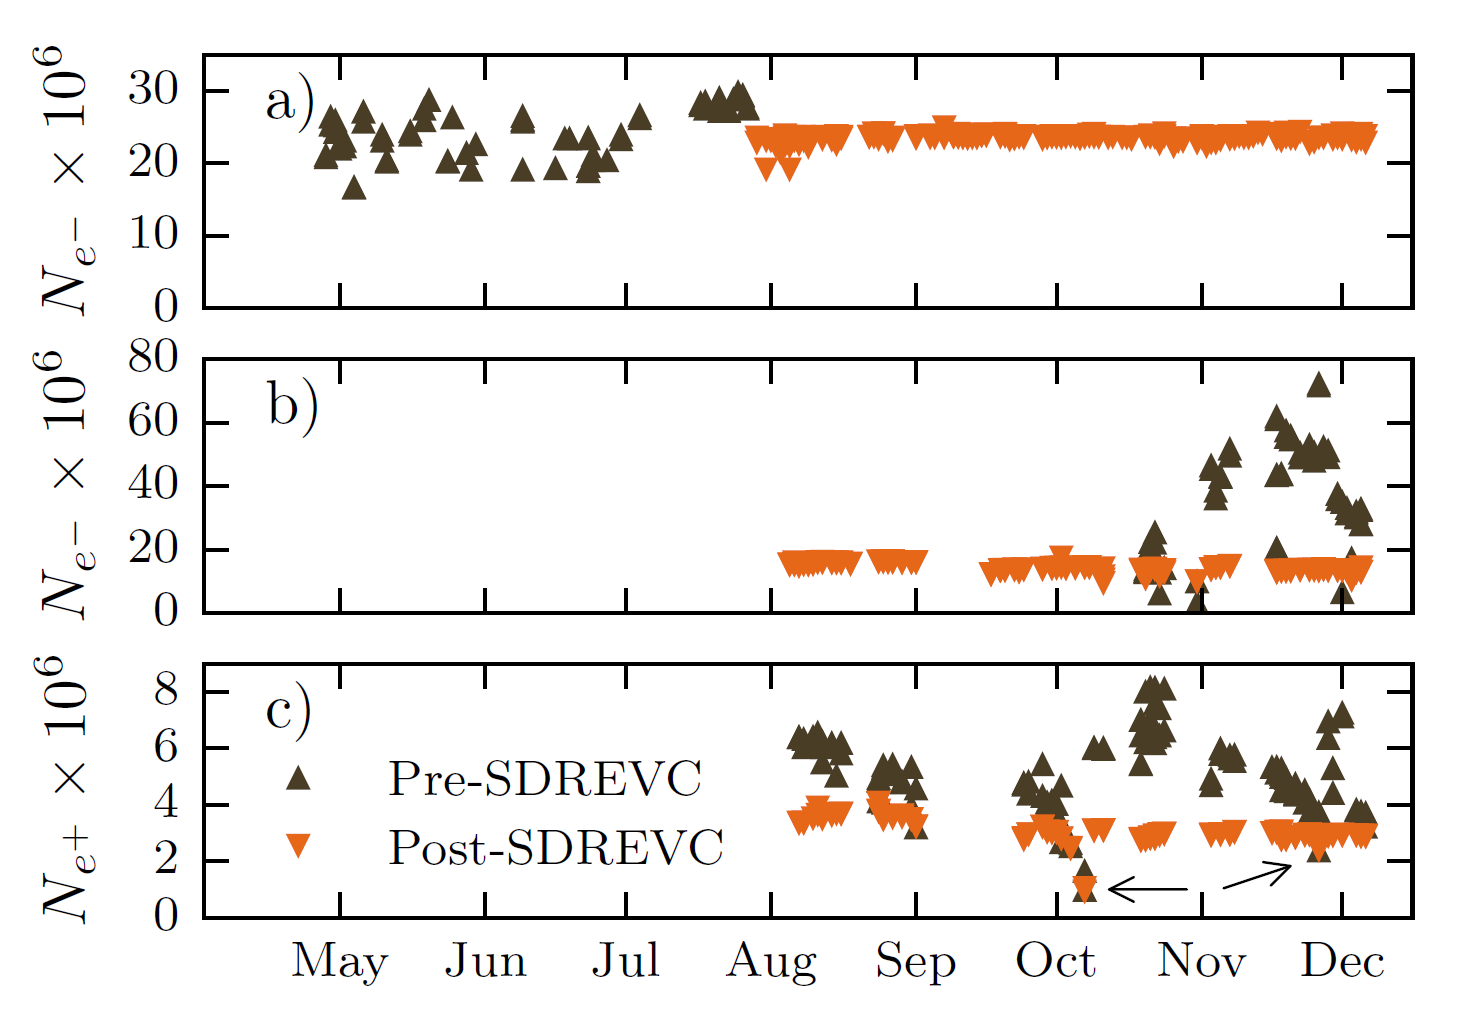 a)
N_{e^-} × 10^6
30
20
10
0
b)
N_{e^-} × 10^6
80
60
40
20
0
c)
N_{e^+} × 10^6
8
6
4
2
0
Pre-SDREVC
Post-SDREVC
May Jun Jul Aug Sep Oct Nov Dec